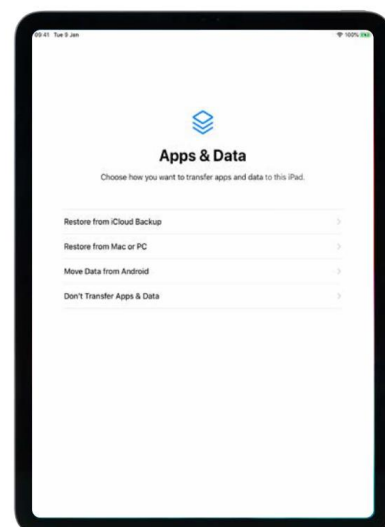 09:41 Tue 9 Jan
100%
Apps & Data
Choose how you want to transfer apps and data to this iPad.
Restore from iCloud Backup
Restore from Mac or PC
Move Data from Android
Don't Transfer Apps & Data